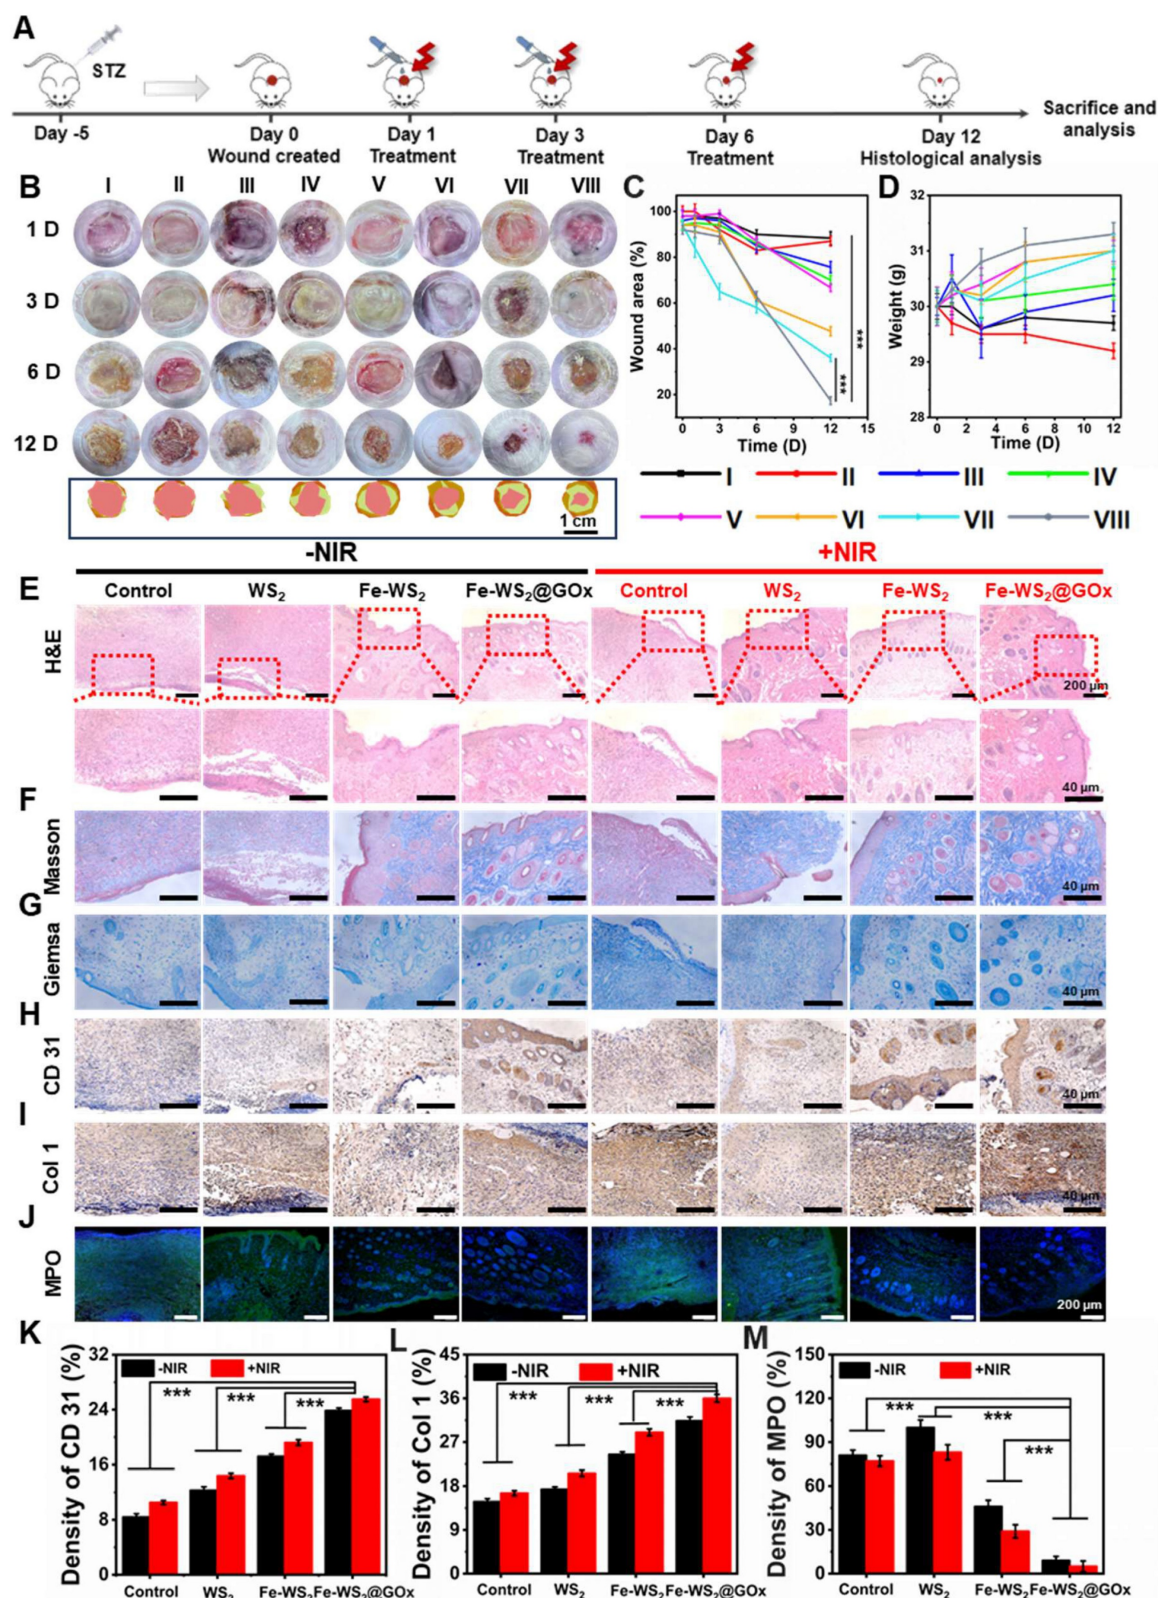 A
STZ
Day -5
Day 0
Wound created
Day 1
Treatment
Day 3
Treatment
Day 6
Treatment
Day 12
Histological analysis
Sacrifice and
analysis
B
I II III IV V VI VII VIII
1 D
3 D
6 D
12 D
1 cm
C
Wound area (%)
100
80
60
40
20
0 3 6 9 12 15
Time (D)
***
***
D
Weight (g)
32
31
30
29
28
0 2 4 6 8 10 12
Time (D)
I II III IV
V VI VII VIII
-NIR +NIR
E
Control WS₂ Fe-WS₂ Fe-WS₂@GOx Control WS₂ Fe-WS₂ Fe-WS₂@GOx
H&E
200 μm
40 μm
F
Masson
40 μm
G
Giemsa
40 μm
H
CD 31
40 μm
I
Col 1
40 μm
J
MPO
200 μm
K
Density of CD 31 (%)
32
24
16
8
0
-NIR +NIR
*** *** ***
Control WS₂ Fe-WS₂ Fe-WS₂@GOx
L
Density of Col 1 (%)
45
36
27
18
9
0
-NIR +NIR
*** *** ***
Control WS₂ Fe-WS₂ Fe-WS₂@GOx
M
Density of MPO (%)
150
120
90
60
30
0
-NIR +NIR
*** *** ***
Control WS₂ Fe-WS₂ Fe-WS₂@GOx